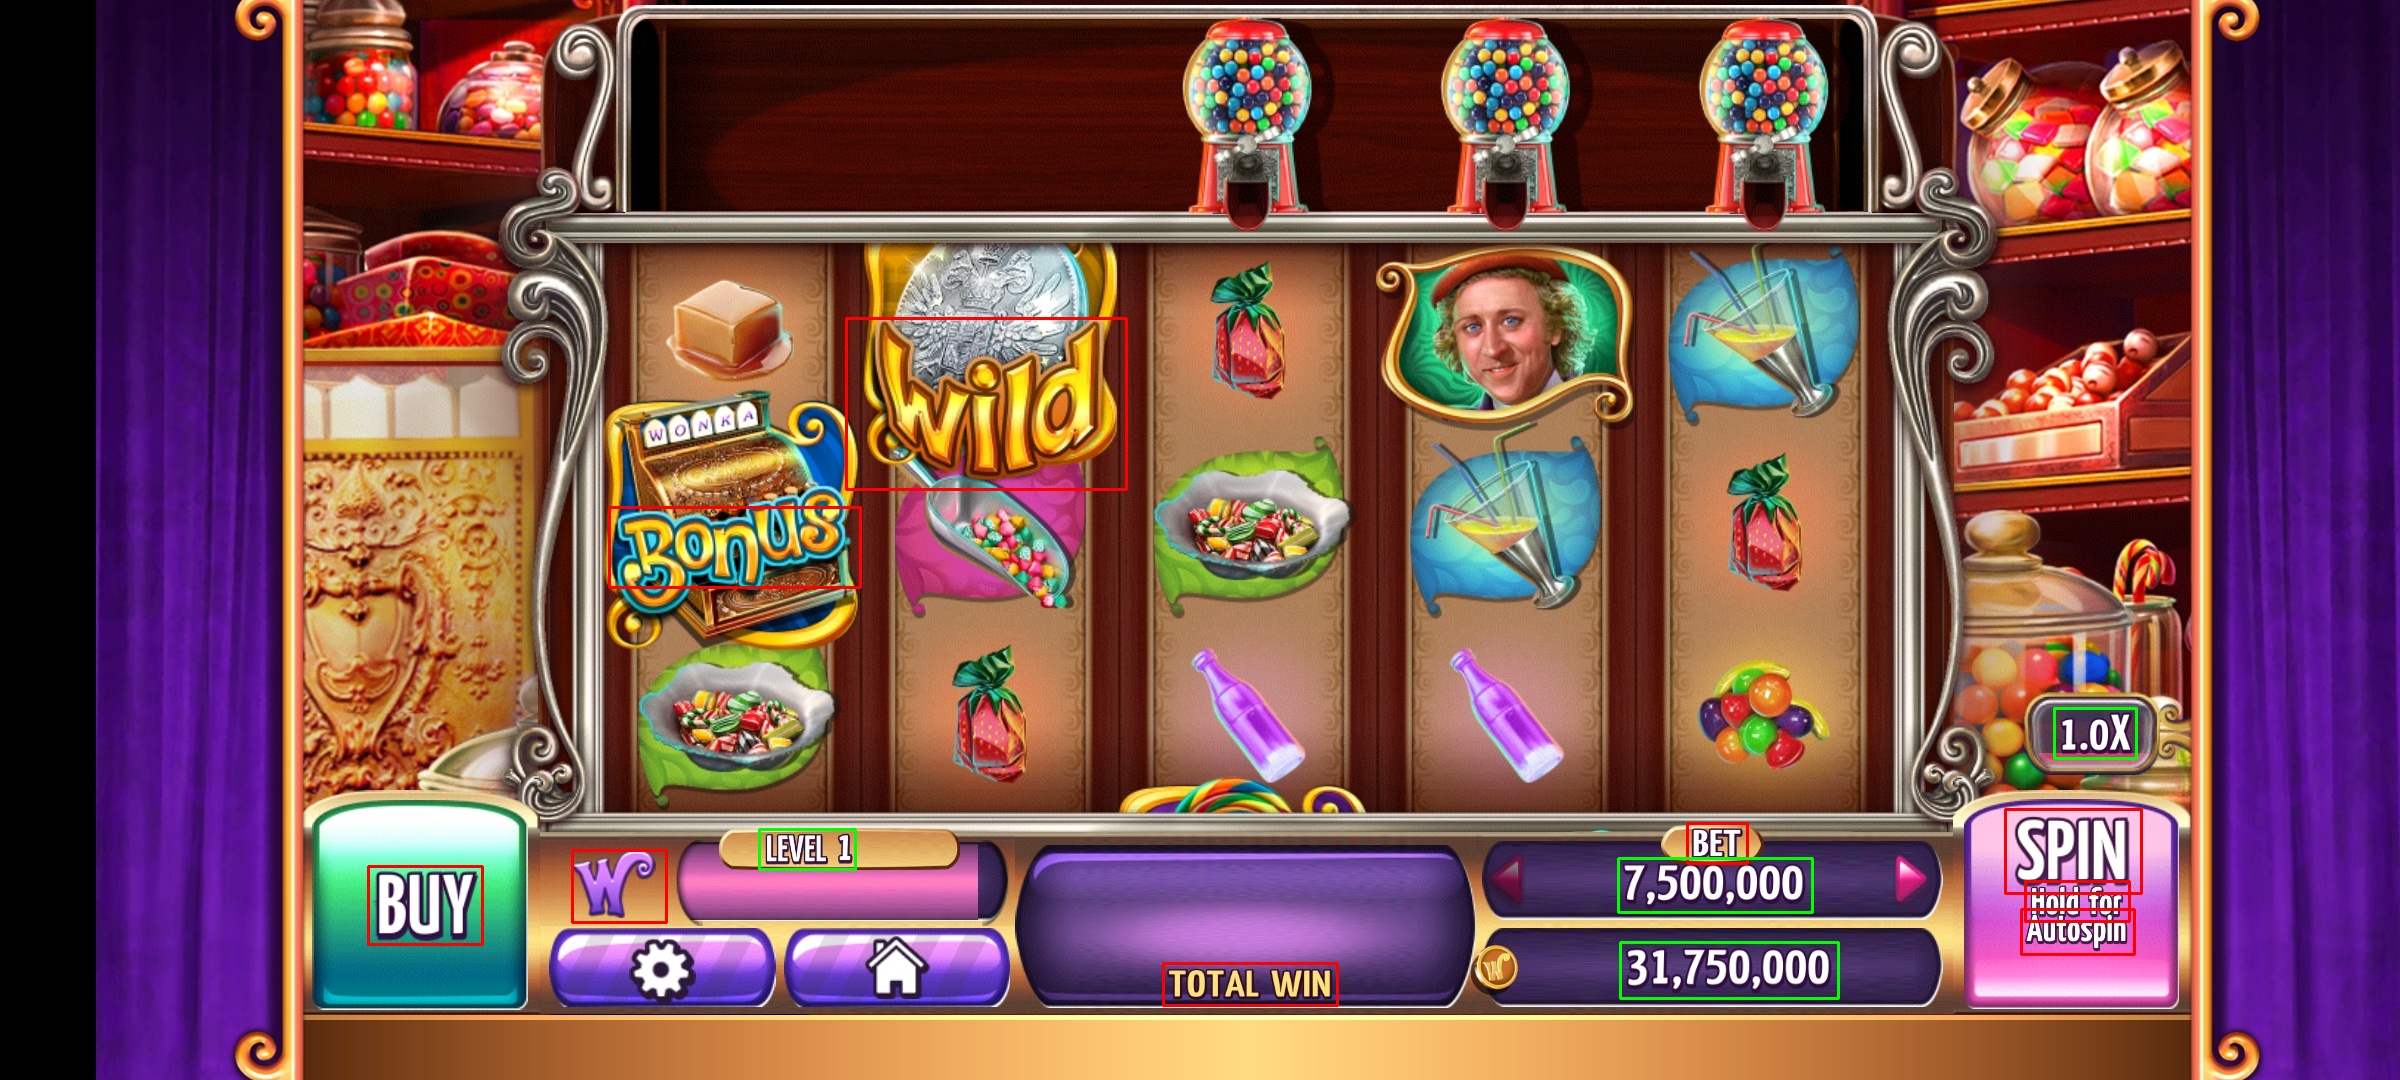 WONKA
wild
Bonus
1.0X
LEVEL 1
W
BUY
BET
7,500,000
31,750,000
TOTAL WIN
SPIN
Hold for
Autospin